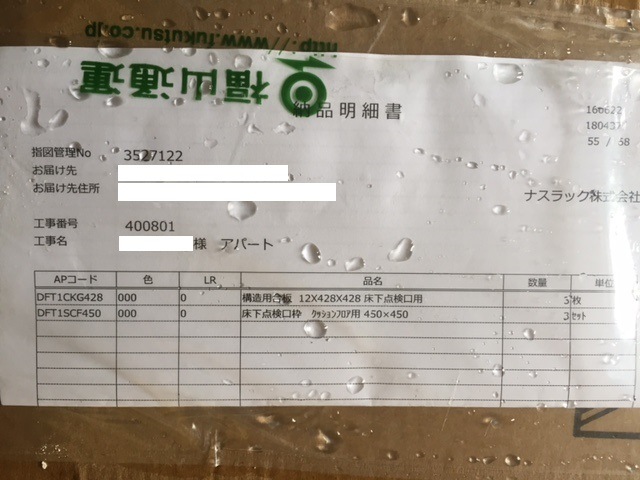 http://www.fukutsu.co.jp
福山通運
納品明細書
160622
180437
55 / 68
指図管理No 3527122
お届け先
お届け先住所
ナスラック株式会社
工事番号 400801
工事名 様 アパート
APコード 色 LR 品名 数量 単位
DFT1CKG428 000 0 構造用合板 12X428X428 床下点検口用 3 枚
DFT1SCF450 000 0 床下点検口枠 クッションフロア用 450×450 3 セット